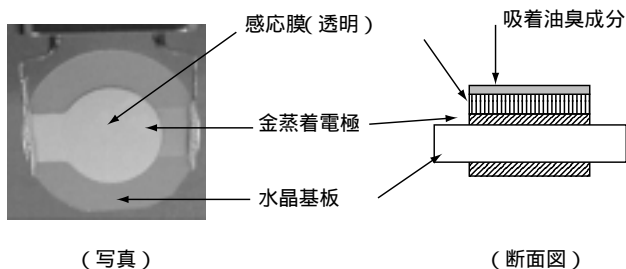 感応膜(透明)
吸着油臭成分
金蒸着電極
水晶基板
(写真)
(断面図)